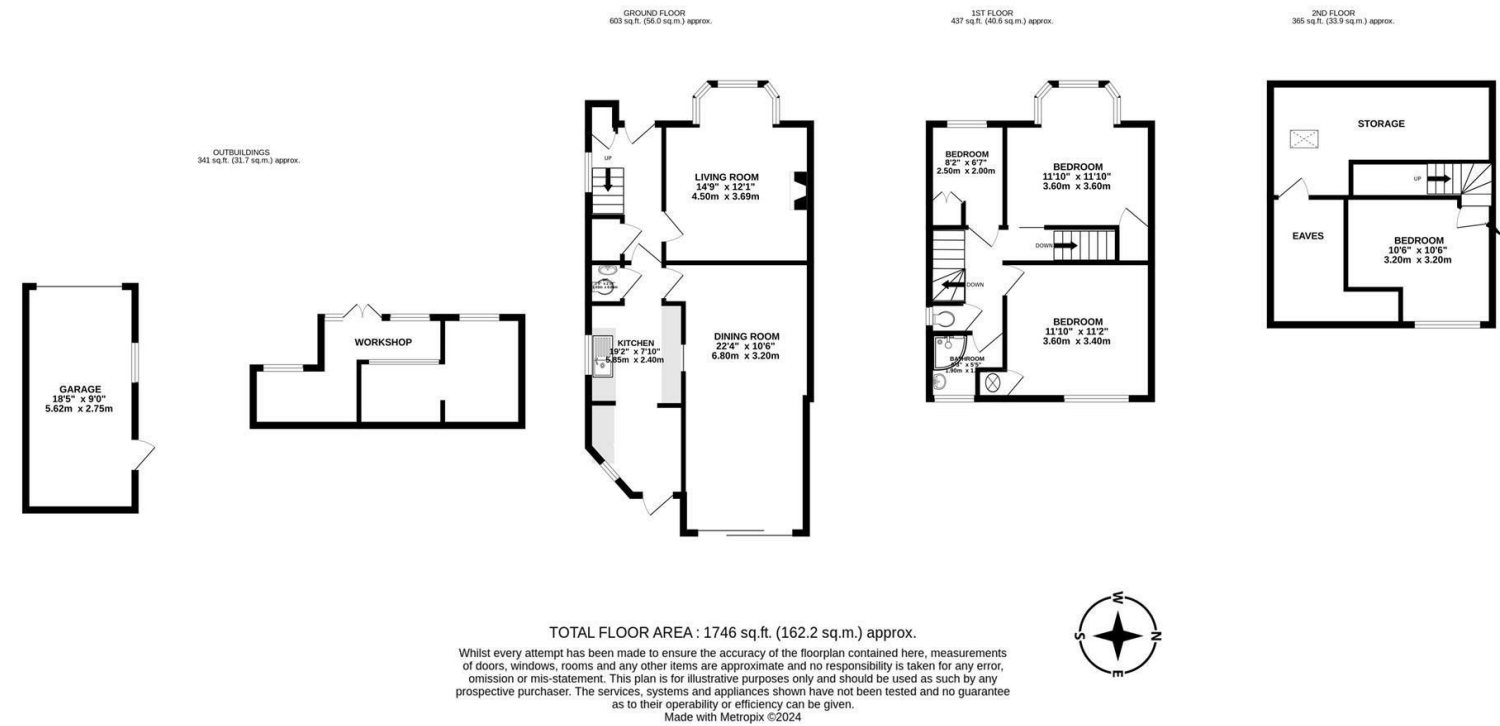 GROUND FLOOR
603 sq.ft. (56.0 sq.m.) approx.
1ST FLOOR
437 sq.ft. (40.6 sq.m.) approx.
2ND FLOOR
365 sq.ft. (33.9 sq.m.) approx.
OUTBUILDINGS
341 sq.ft. (31.7 sq.m.) approx.
GARAGE
18'5" x 9'0"
5.62m x 2.75m
WORKSHOP
UP
LIVING ROOM
14'9" x 12'1"
4.50m x 3.69m
KITCHEN
19'2" x 7'10"
5.85m x 2.40m
DINING ROOM
22'4" x 10'6"
6.80m x 3.20m
BEDROOM
8'2" x 6'7"
2.50m x 2.00m
BEDROOM
11'10" x 11'10"
3.60m x 3.60m
DOWN
DOWN
BEDROOM
11'10" x 11'2"
3.60m x 3.40m
BATHROOM
STORAGE
UP
EAVES
BEDROOM
10'6" x 10'6"
3.20m x 3.20m
W
S
N
E
TOTAL FLOOR AREA : 1746 sq.ft. (162.2 sq.m.) approx.
Whilst every attempt has been made to ensure the accuracy of the floorplan contained here, measurements
of doors, windows, rooms and any other items are approximate and no responsibility is taken for any error,
omission or mis-statement. This plan is for illustrative purposes only and should be used as such by any
prospective purchaser. The services, systems and appliances shown have not been tested and no guarantee
as to their operability or efficiency can be given.
Made with Metropix ©2024